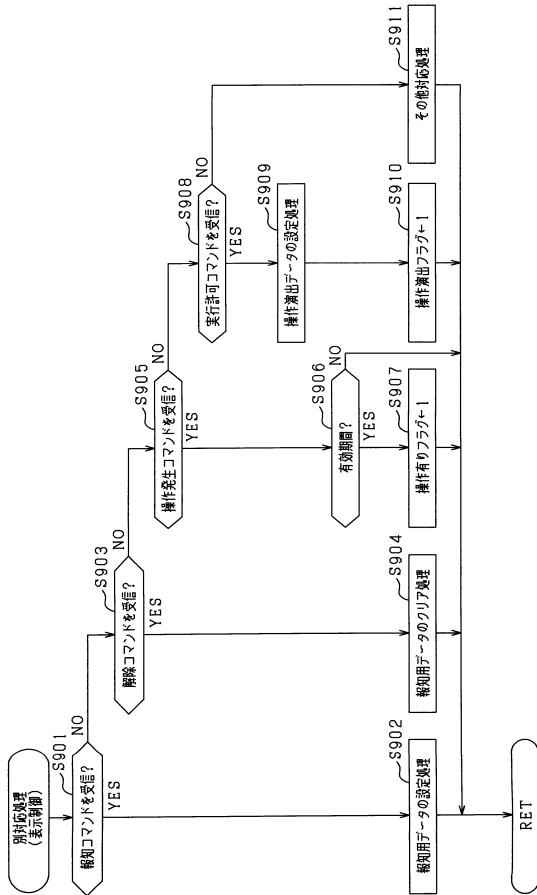 別対応処理
(表示制御)
S901
報知コマンドを受信?
NO
YES
S902
報知用データの設定処理
S903
解除コマンドを受信?
NO
YES
S904
報知用データのクリア処理
S905
操作発生コマンドを受信?
NO
YES
S906
有効期間?
NO
YES
S907
操作有りフラグ←1
S908
実行許可コマンドを受信?
NO
YES
S909
操作演出データの設定処理
S910
操作演出フラグ←1
S911
その他対応処理
RET